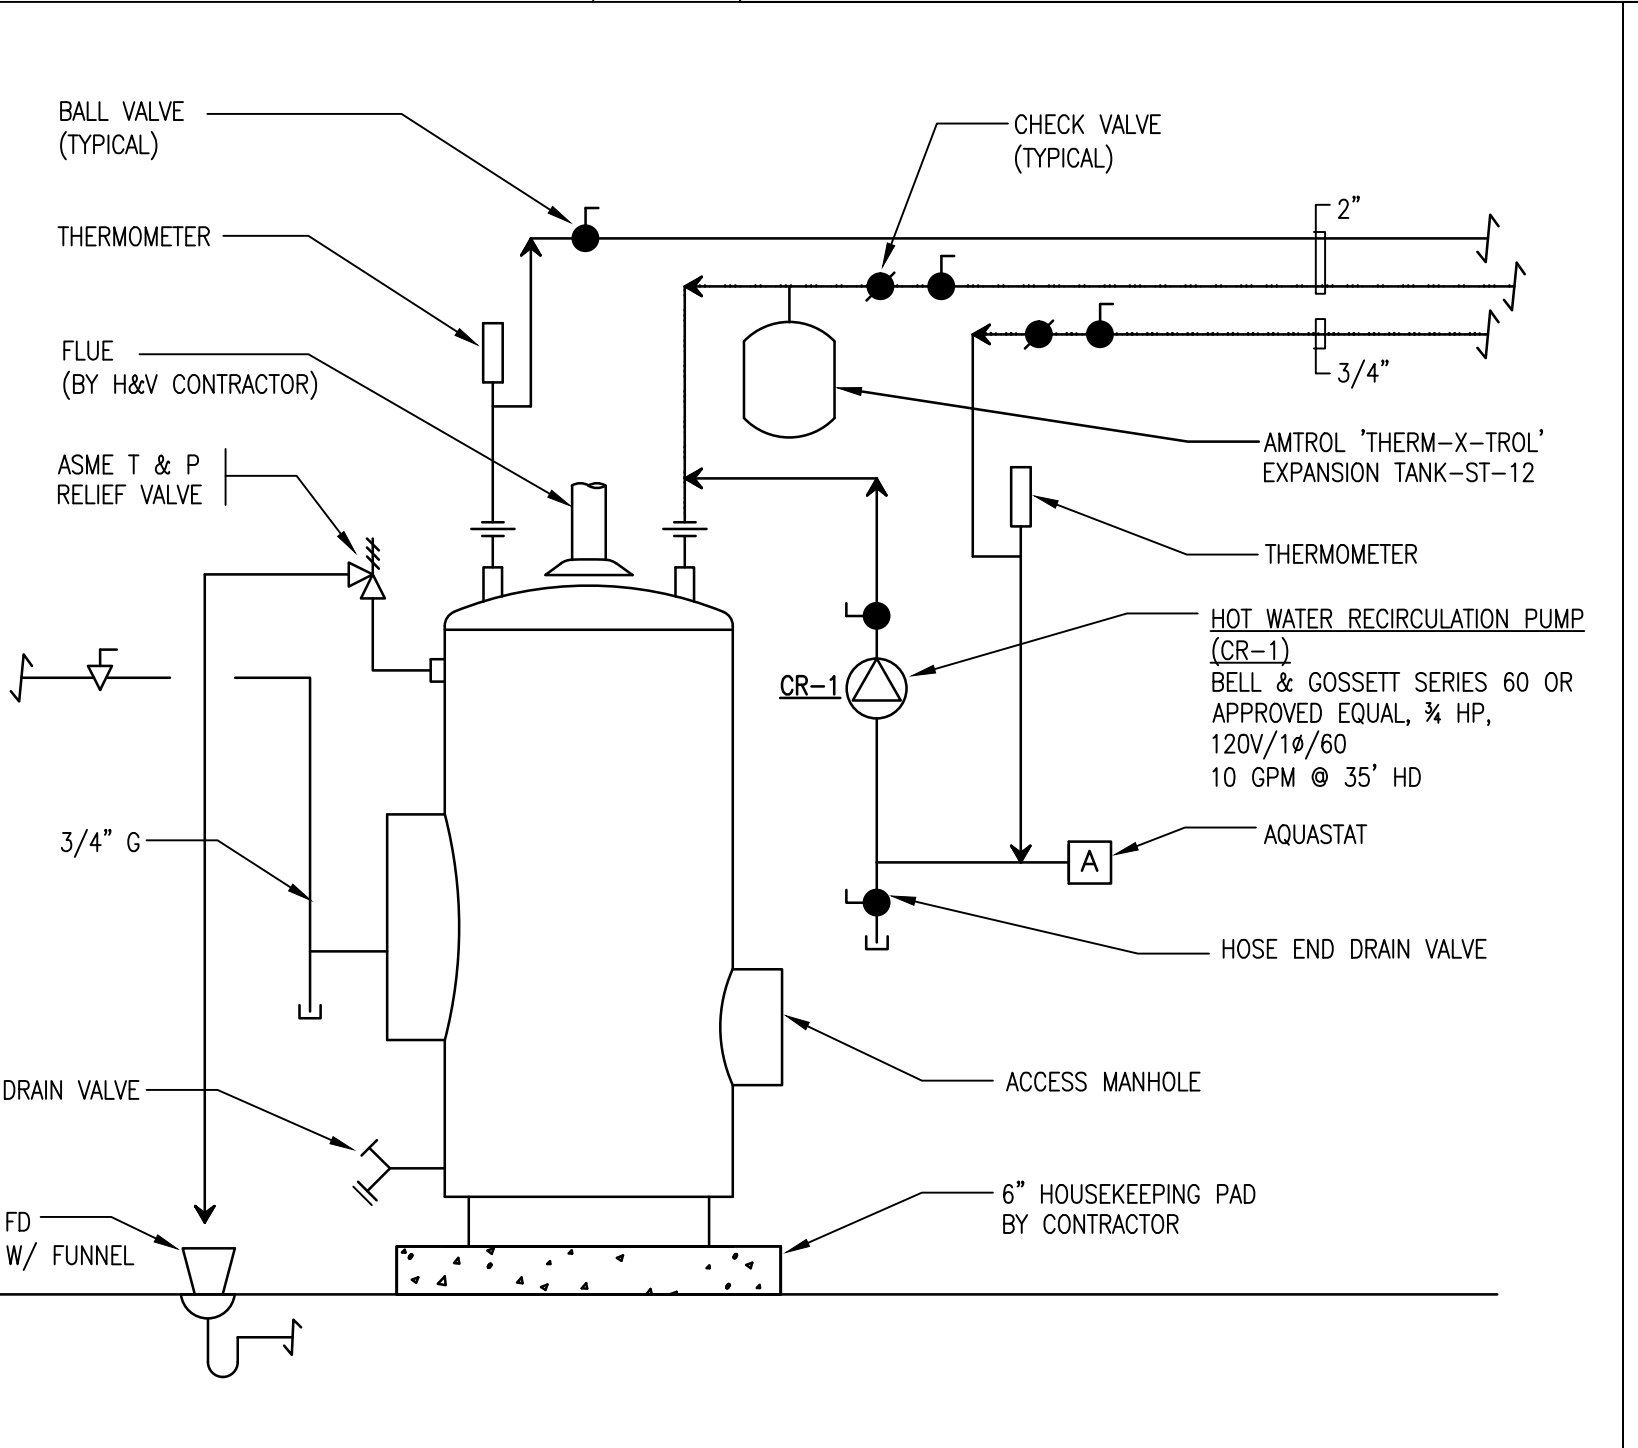 BALL VALVE
(TYPICAL)
CHECK VALVE
(TYPICAL)
2"
THERMOMETER
FLUE
(BY H&V CONTRACTOR)
3/4"
AMTROL 'THERM-X-TROL'
EXPANSION TANK-ST-12
ASME T & P
RELIEF VALVE
THERMOMETER
HOT WATER RECIRCULATION PUMP
(CR-1)
BELL & GOSSETT SERIES 60 OR
APPROVED EQUAL, ¾ HP,
120V/1ø/60
10 GPM @ 35' HD
CR-1
3/4" G
AQUASTAT
A
HOSE END DRAIN VALVE
DRAIN VALVE
ACCESS MANHOLE
6" HOUSEKEEPING PAD
BY CONTRACTOR
FD
W/ FUNNEL